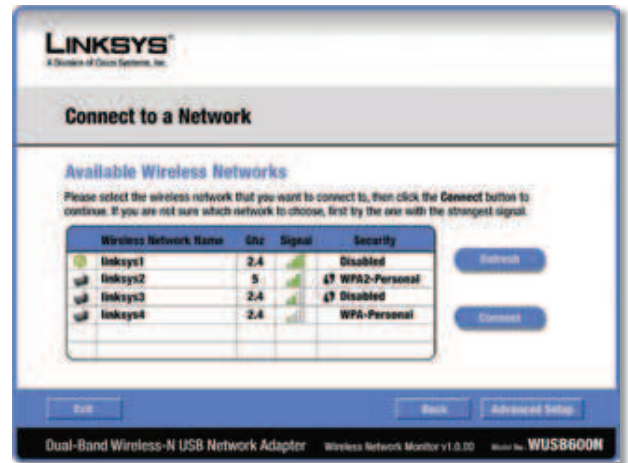 LINKSYS®
A Division of Cisco Systems, Inc.
Connect to a Network
Available Wireless Networks
Please select the wireless network that you want to connect to, then click the Connect button to
continue. If you are not sure which network to choose, first try the one with the strongest signal.
Wireless Network Name Ghz Signal Security
linksys1 2.4 Disabled
linksys2 5 WPA2-Personal
linksys3 2.4 Disabled
linksys4 2.4 WPA-Personal
Refresh
Connect
Exit Back Advanced Setup
Dual-Band Wireless-N USB Network Adapter Wireless Network Monitor v1.0.00 Model No. WUSB600N